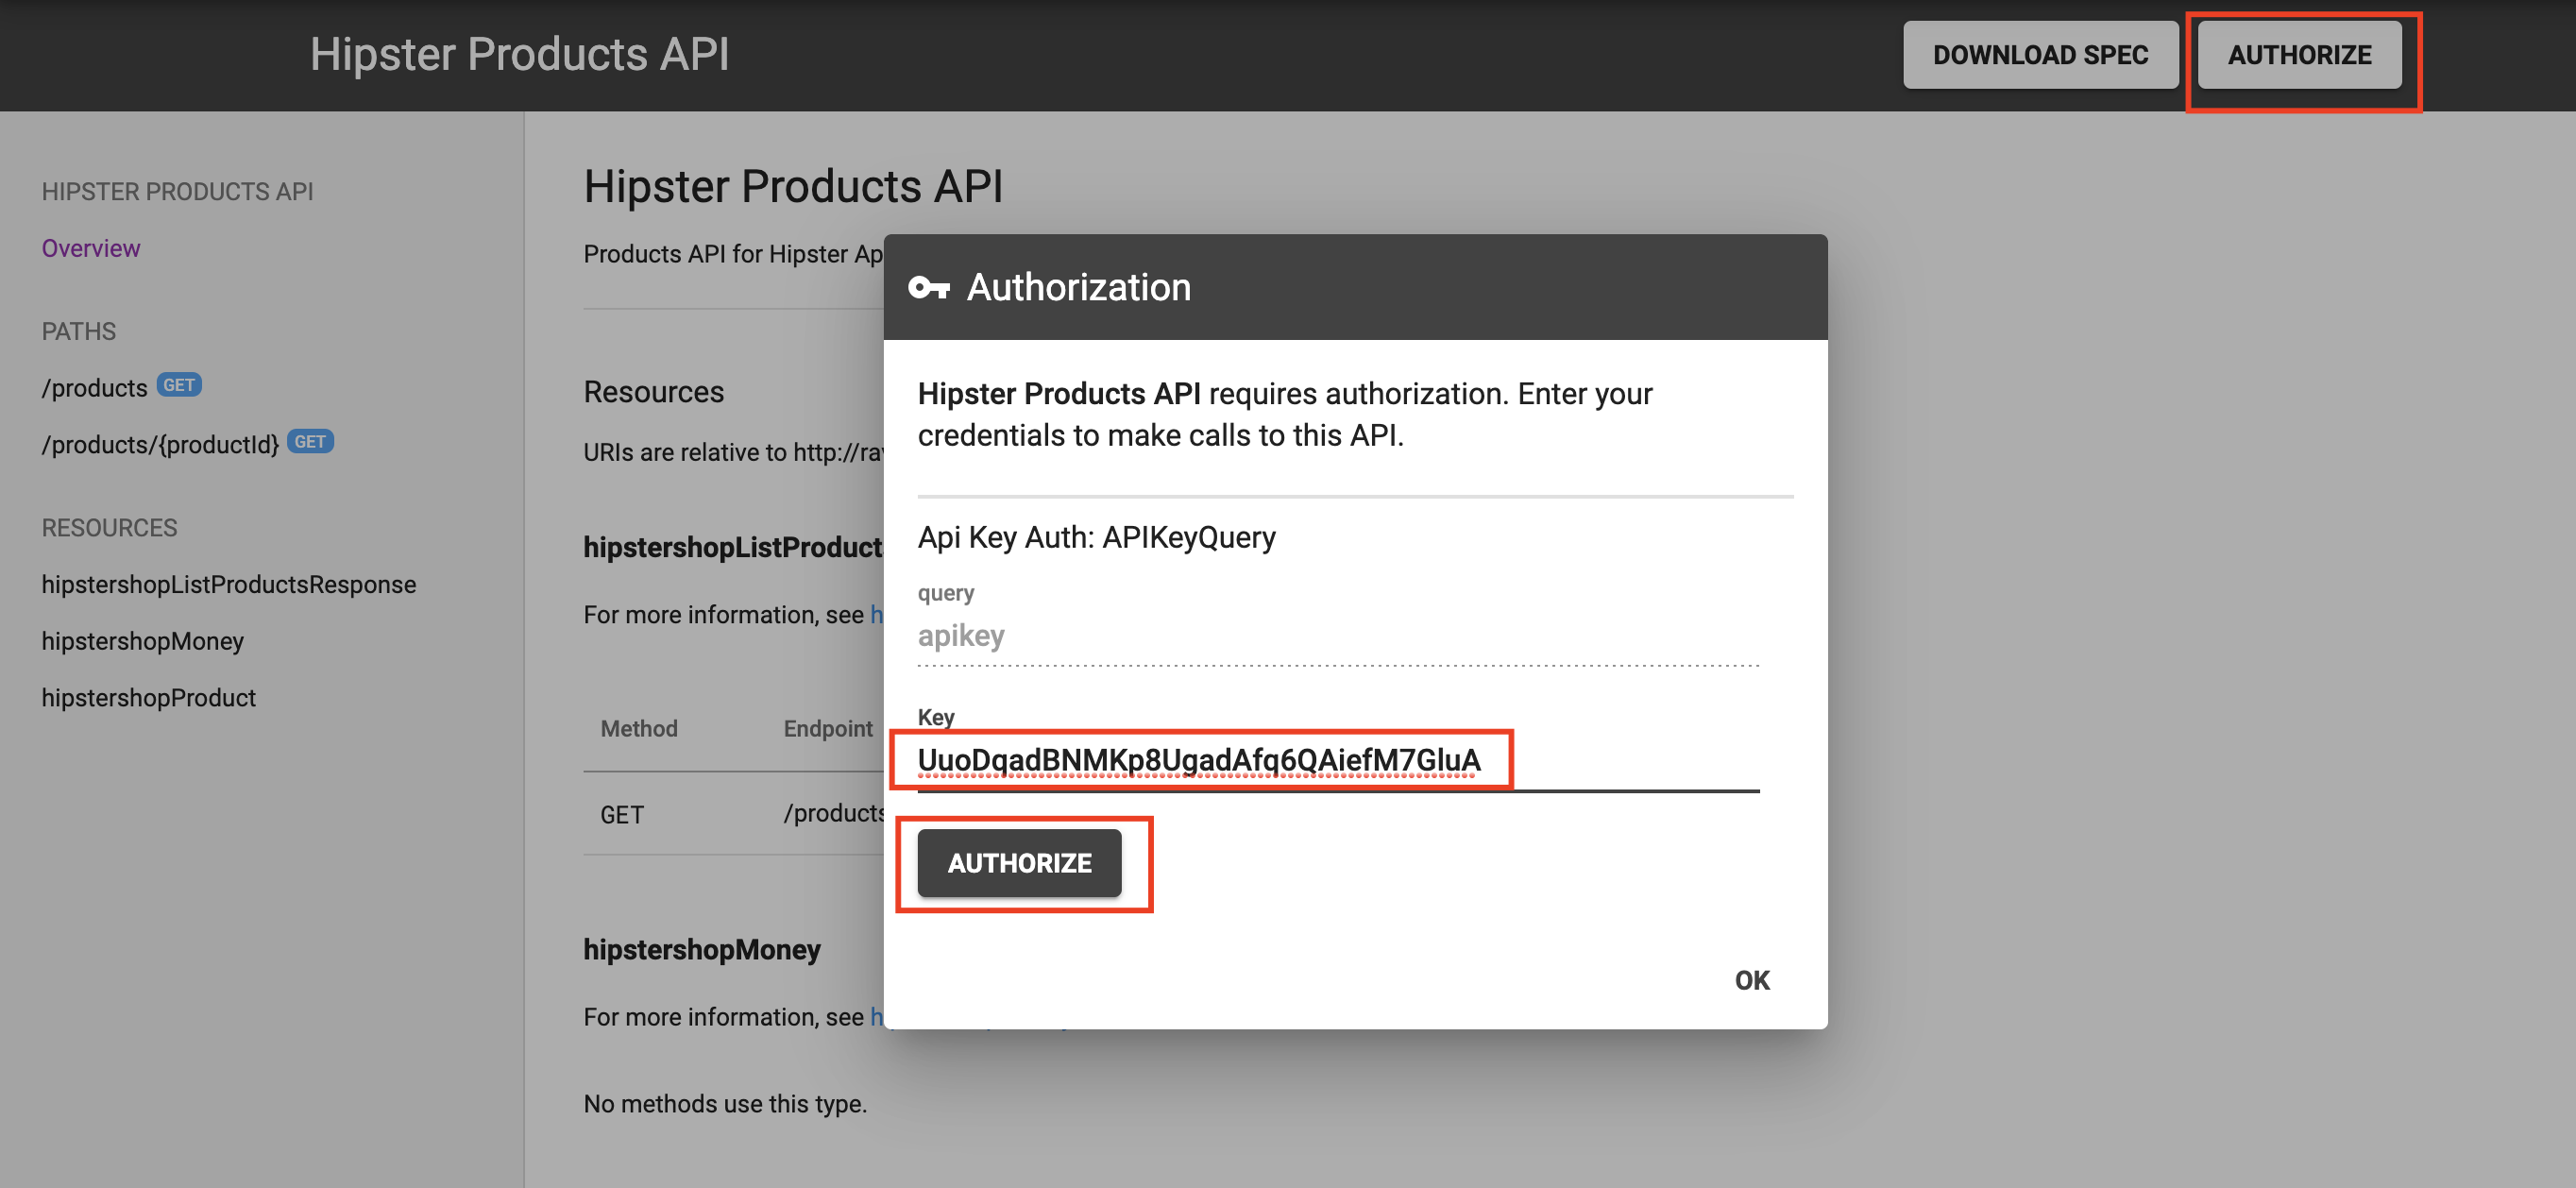 Hipster Products API
DOWNLOAD SPEC
AUTHORIZE
HIPSTER PRODUCTS API
Overview
PATHS
/products GET
/products/{productId} GET
RESOURCES
hipstershopListProductsResponse
hipstershopMoney
hipstershopProduct
Hipster Products API
Products API for Hipster Ap
Resources
URIs are relative to http://rav
hipstershopListProducts
For more information, see h
Method Endpoint
GET /products
hipstershopMoney
For more information, see h
No methods use this type.
Authorization
Hipster Products API requires authorization. Enter your
credentials to make calls to this API.
Api Key Auth: APIKeyQuery
query
apikey
Key
UuoDqadBNMKp8UgadAfq6QAiefM7GluA
AUTHORIZE
OK